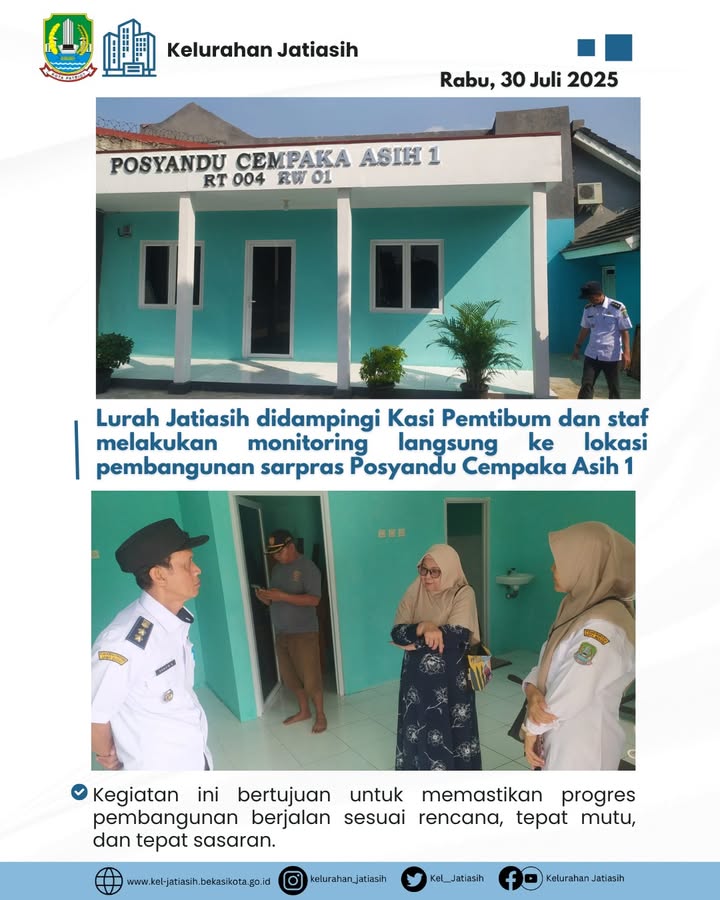 Kelurahan Jatiasih
Rabu, 30 Juli 2025
POSYANDU CEMPAKA ASIH 1
RT 004 RW 01
Lurah Jatiasih didampingi Kasi Pemtibum dan staf
melakukan monitoring langsung ke lokasi
pembangunan sarpras Posyandu Cempaka Asih 1
Kegiatan ini bertujuan untuk memastikan progres
pembangunan berjalan sesuai rencana, tepat mutu,
dan tepat sasaran.
www.kel-jatiasih.bekasikota.go.id
kelurahan_jatiasih
Kel__Jatiasih
Kelurahan Jatiasih